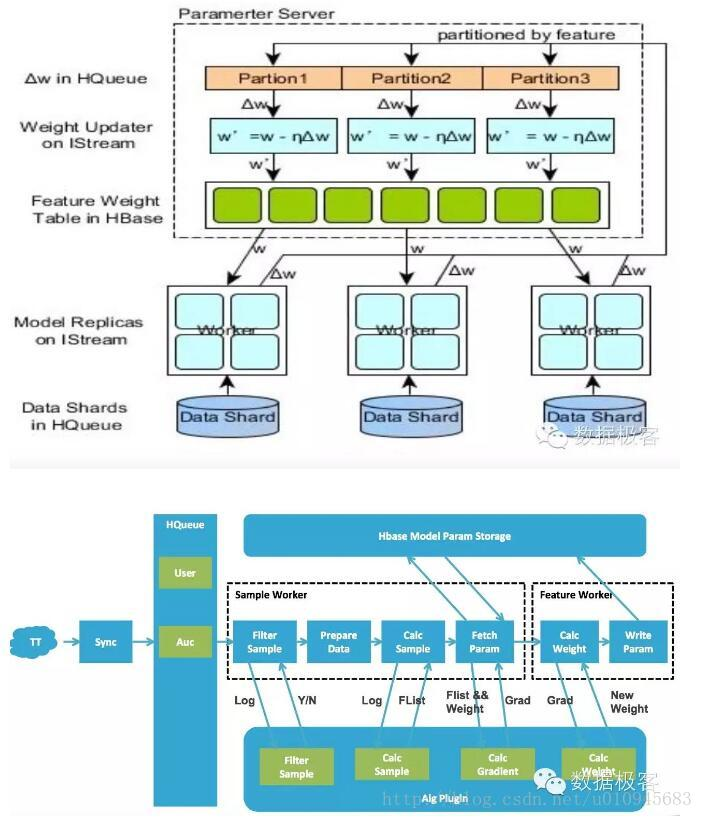 Paramerter Server
partitioned by feature
Δw in HQueue
Partion1
Partition2
Partition3
Δw
Δw
Δw
Weight Updater
on IStream
w' =w - ηΔw
w' = w - ηΔw
w' = w - ηΔw
w'
w'
w'
Feature Weight
Table in HBase
w
w
w
Δw
Δw
Δw
Model Replicas
on IStream
Worker
Worker
Worker
Data Shards
in HQueue
Data Shard
Data Shard
Data Shard
数据极客
HQueue
Hbase Model Param Storage
User
Sample Worker
Feature Worker
TT
Sync
Auc
Filter
Sample
Prepare
Data
Calc
Sample
Fetch
Param
Calc
Weight
Write
Param
Log
Y/N
Log
FList
Flist &&
Weight
Grad
Grad
New
Weight
Filter
Sample
Calc
Sample
Calc
Gradient
Calc
Weight
数据极客
Alg Plugin
http://blog.csdn.net/u010945683